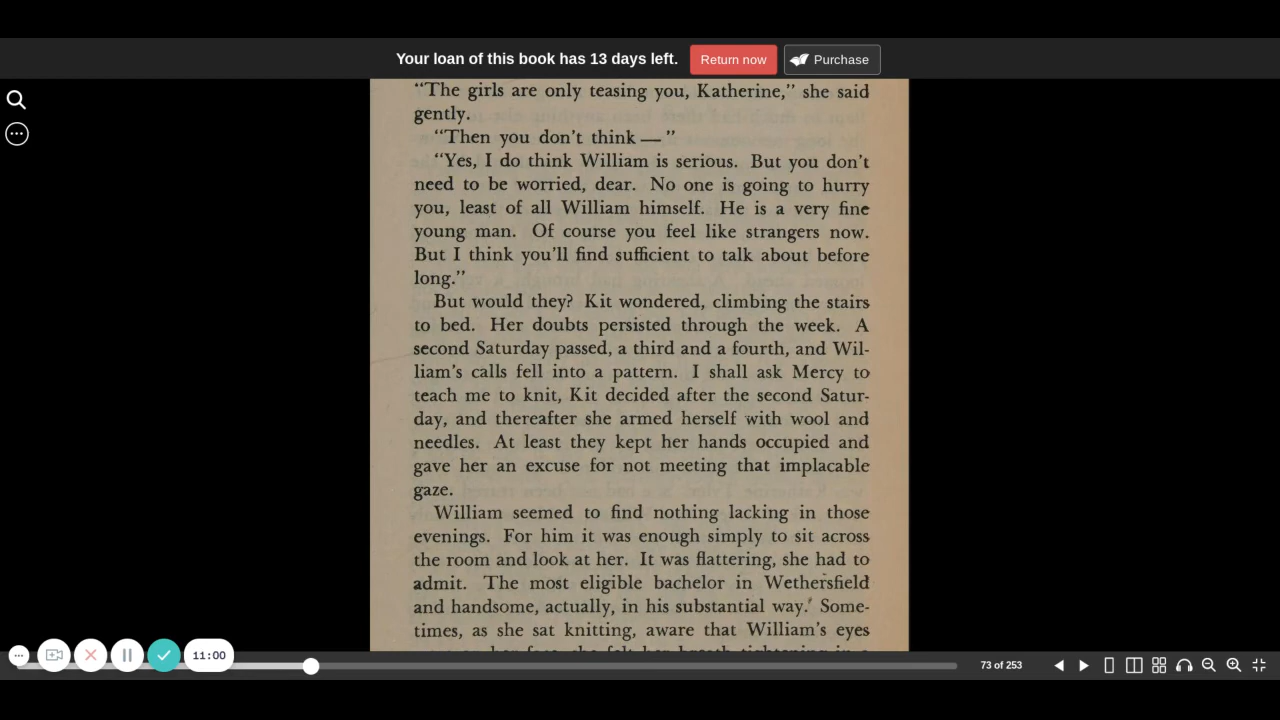 Your loan of this book has 13 days left. Return now Purchase
“The girls are only teasing you, Katherine,” she said
gently.
“Then you don’t think — ”
“Yes, I do think William is serious. But you don’t
need to be worried, dear. No one is going to hurry
you, least of all William himself. He is a very fine
young man. Of course you feel like strangers now.
But I think you’ll find sufficient to talk about before
long.”
But would they? Kit wondered, climbing the stairs
to bed. Her doubts persisted through the week. A
second Saturday passed, a third and a fourth, and Wil-
liam’s calls fell into a pattern. I shall ask Mercy to
teach me to knit, Kit decided after the second Satur-
day, and thereafter she armed herself with wool and
needles. At least they kept her hands occupied and
gave her an excuse for not meeting that implacable
gaze.
William seemed to find nothing lacking in those
evenings. For him it was enough simply to sit across
the room and look at her. It was flattering, she had to
admit. The most eligible bachelor in Wethersfield
and handsome, actually, in his substantial way. Some-
times, as she sat knitting, aware that William’s eyes
her face, she felt her breath tightening in a
11:00
73 of 253